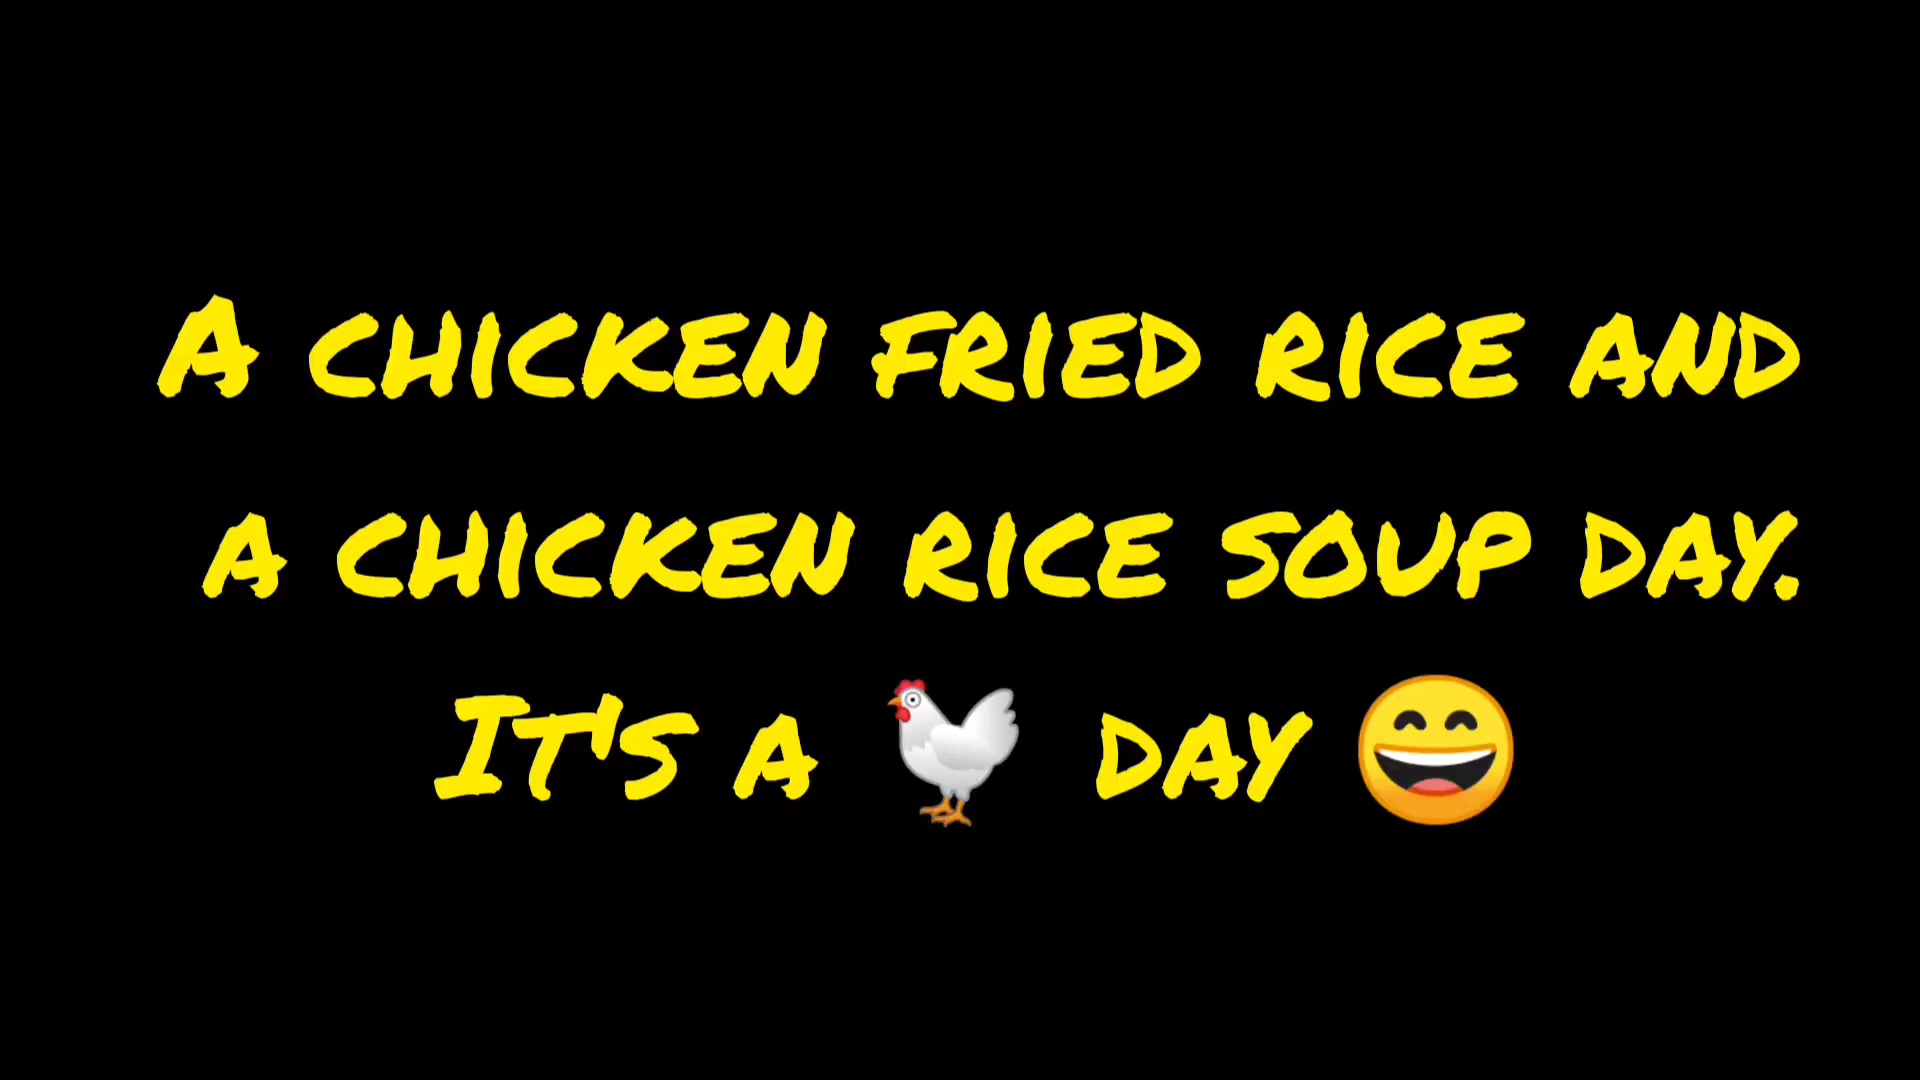 A chicken fried rice and
a chicken rice soup day.
It's a 🐓 day 😄